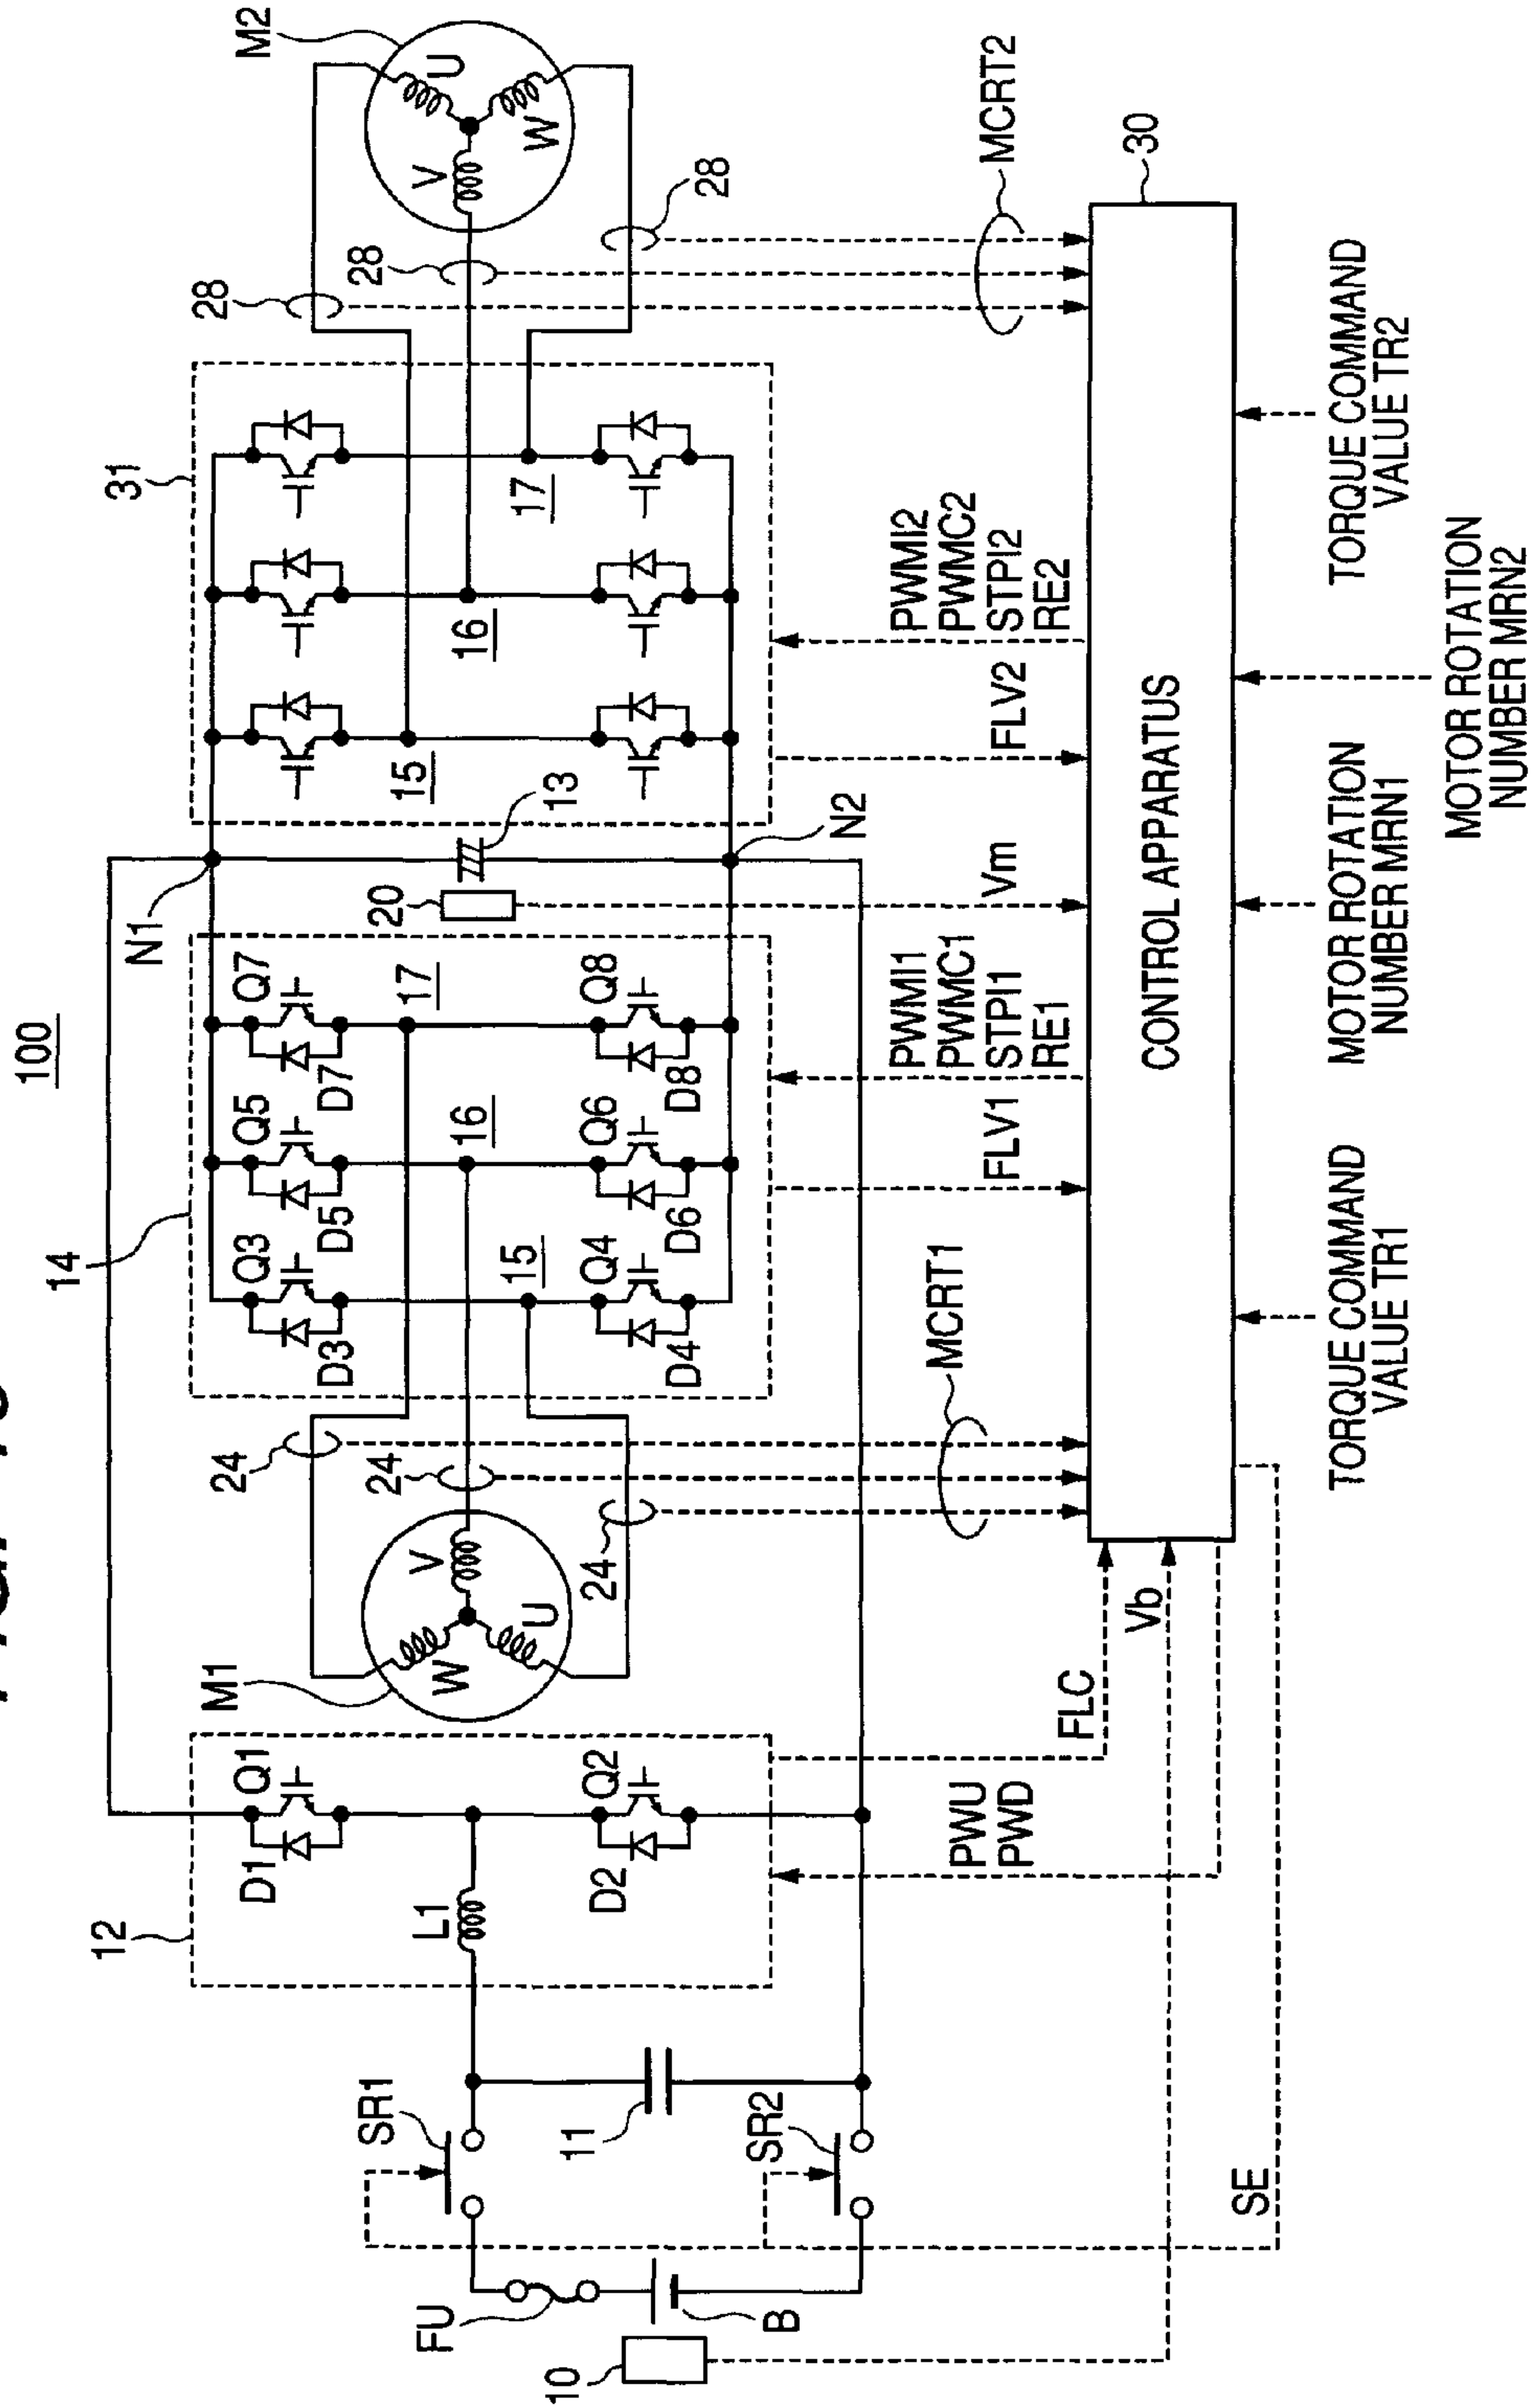 100
12
D1
Q1
L1
D2
Q2
M1
W
V
U
24
24
24
14
Q3
D3
Q5
D5
Q7
D7
15
16
17
Q4
D4
Q6
D6
Q8
D8
N1
20
13
N2
31
15
16
17
28
28
28
M2
U
V
W
SR1
11
SR2
FU
B
10
PWU
PWD
FLC
Vb
SE
MCRT1
FLV1
PWMI1
PWMC1
STPI1
RE1
Vm
FLV2
PWMI2
PWMC2
STPI2
RE2
MCRT2
30
CONTROL APPARATUS
TORQUE COMMAND
VALUE TR1
MOTOR ROTATION
NUMBER MRN1
MOTOR ROTATION
NUMBER MRN2
TORQUE COMMAND
VALUE TR2